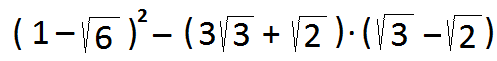 (1−√6)² − (3√3 + √2)·(√3 −√2)